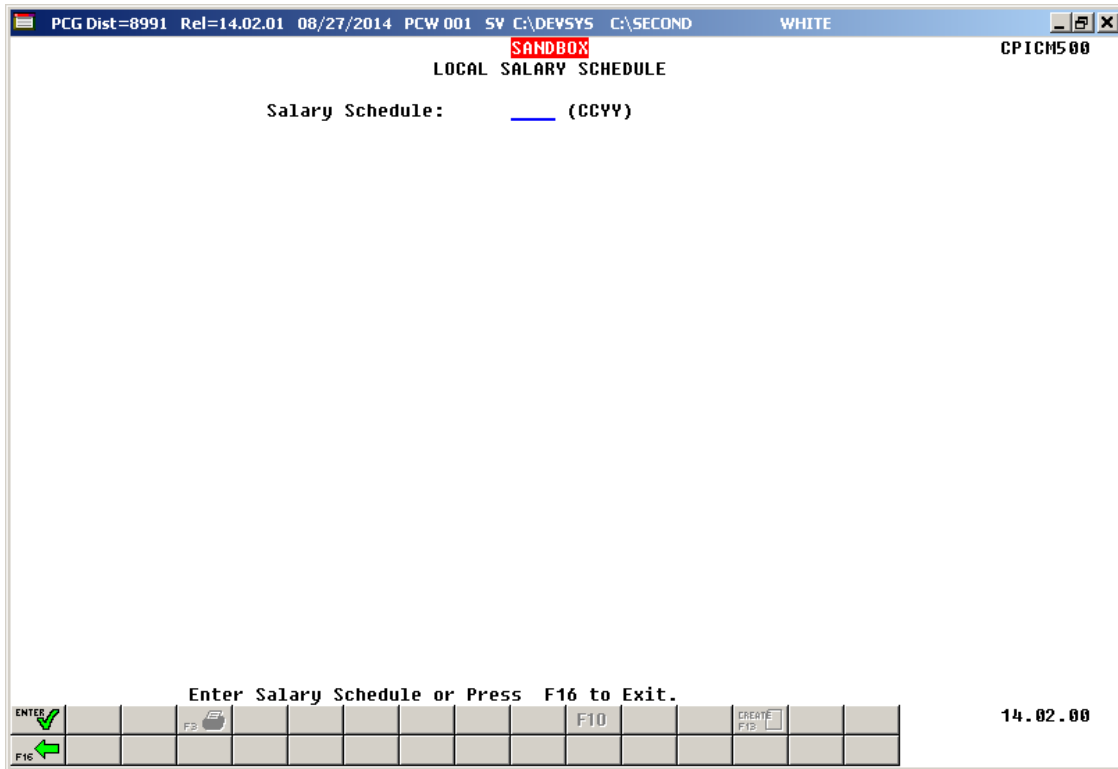 PCG Dist=8991 Rel=14.02.01 08/27/2014 PCW 001 SV C:\DEVSYS C:\SECOND WHITE
SANDBOX CPICM500
LOCAL SALARY SCHEDULE
Salary Schedule: ____ (CCYY)
Enter Salary Schedule or Press F16 to Exit.
ENTER F3 F10 CREATE F13 14.02.00
F16